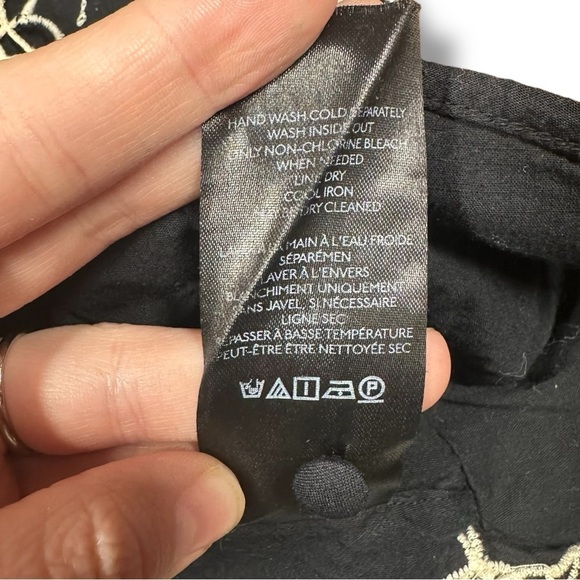 HAND WASH COLD SEPARATELY
WASH INSIDE OUT
ONLY NON-CHLORINE BLEACH
WHEN NEEDED
LINE DRY
COOL IRON
DRY CLEANED
MAIN À L'EAU FROIDE
SÉPARÉMEN
LAVER À L'ENVERS
BLANCHIMENT UNIQUEMENT
SANS JAVEL, SI NÉCESSAIRE
LIGNE SEC
REPASSER À BASSE TEMPÉRATURE
PEUT-ÊTRE ÊTRE NETTOYÉE SEC
P